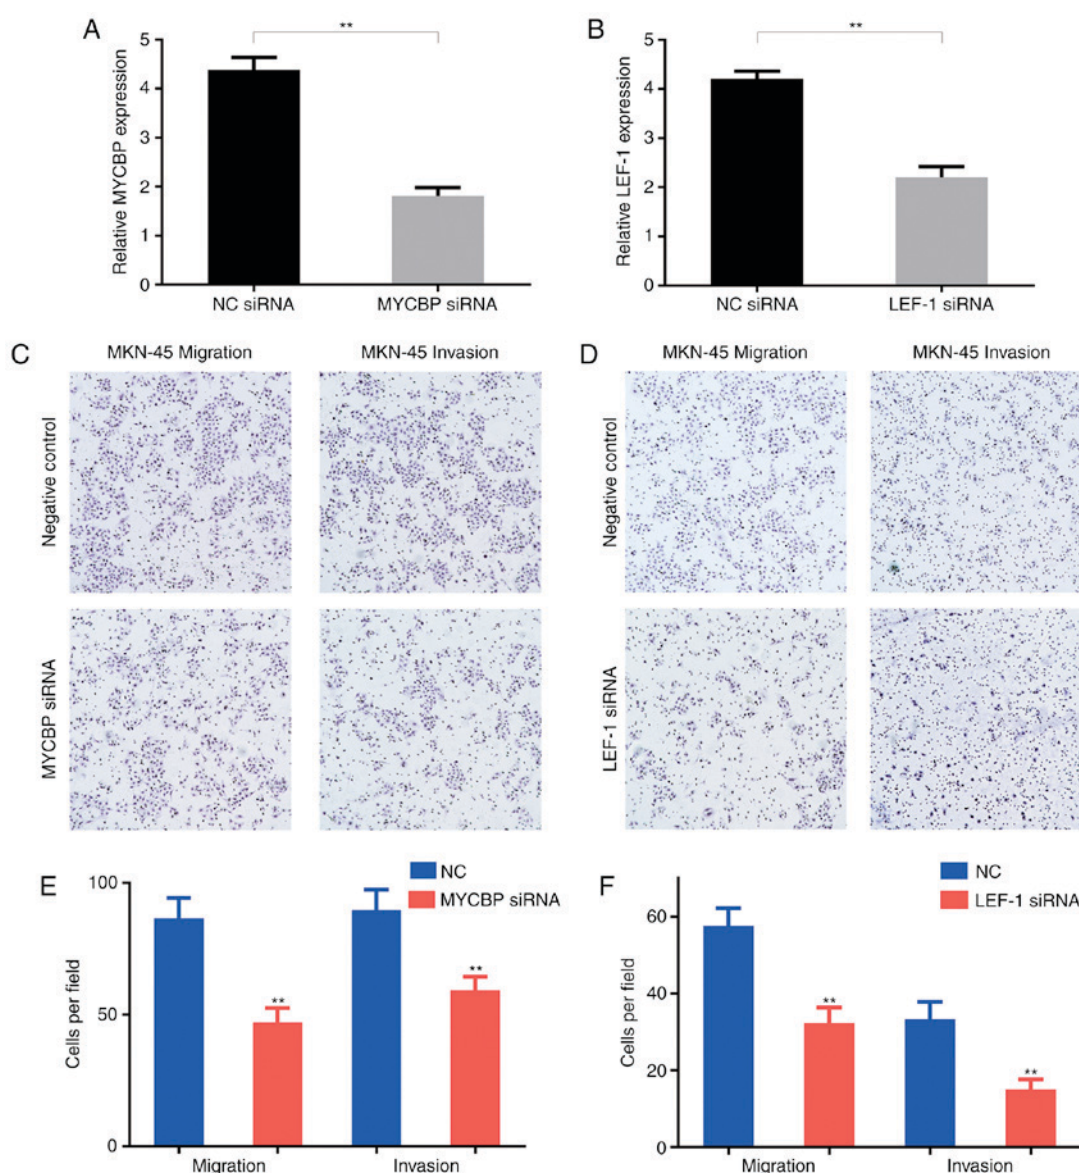 A
**
5
4
3
2
1
0
Relative MYCBP expression
NC siRNA
MYCBP siRNA
B
**
5
4
3
2
1
0
Relative LEF-1 expression
NC siRNA
LEF-1 siRNA
C
MKN-45 Migration
MKN-45 Invasion
Negative control
MYCBP siRNA
D
MKN-45 Migration
MKN-45 Invasion
Negative control
LEF-1 siRNA
E
NC
MYCBP siRNA
100
50
0
Cells per field
**
**
Migration
Invasion
F
NC
LEF-1 siRNA
60
40
20
0
Cells per field
**
**
Migration
Invasion